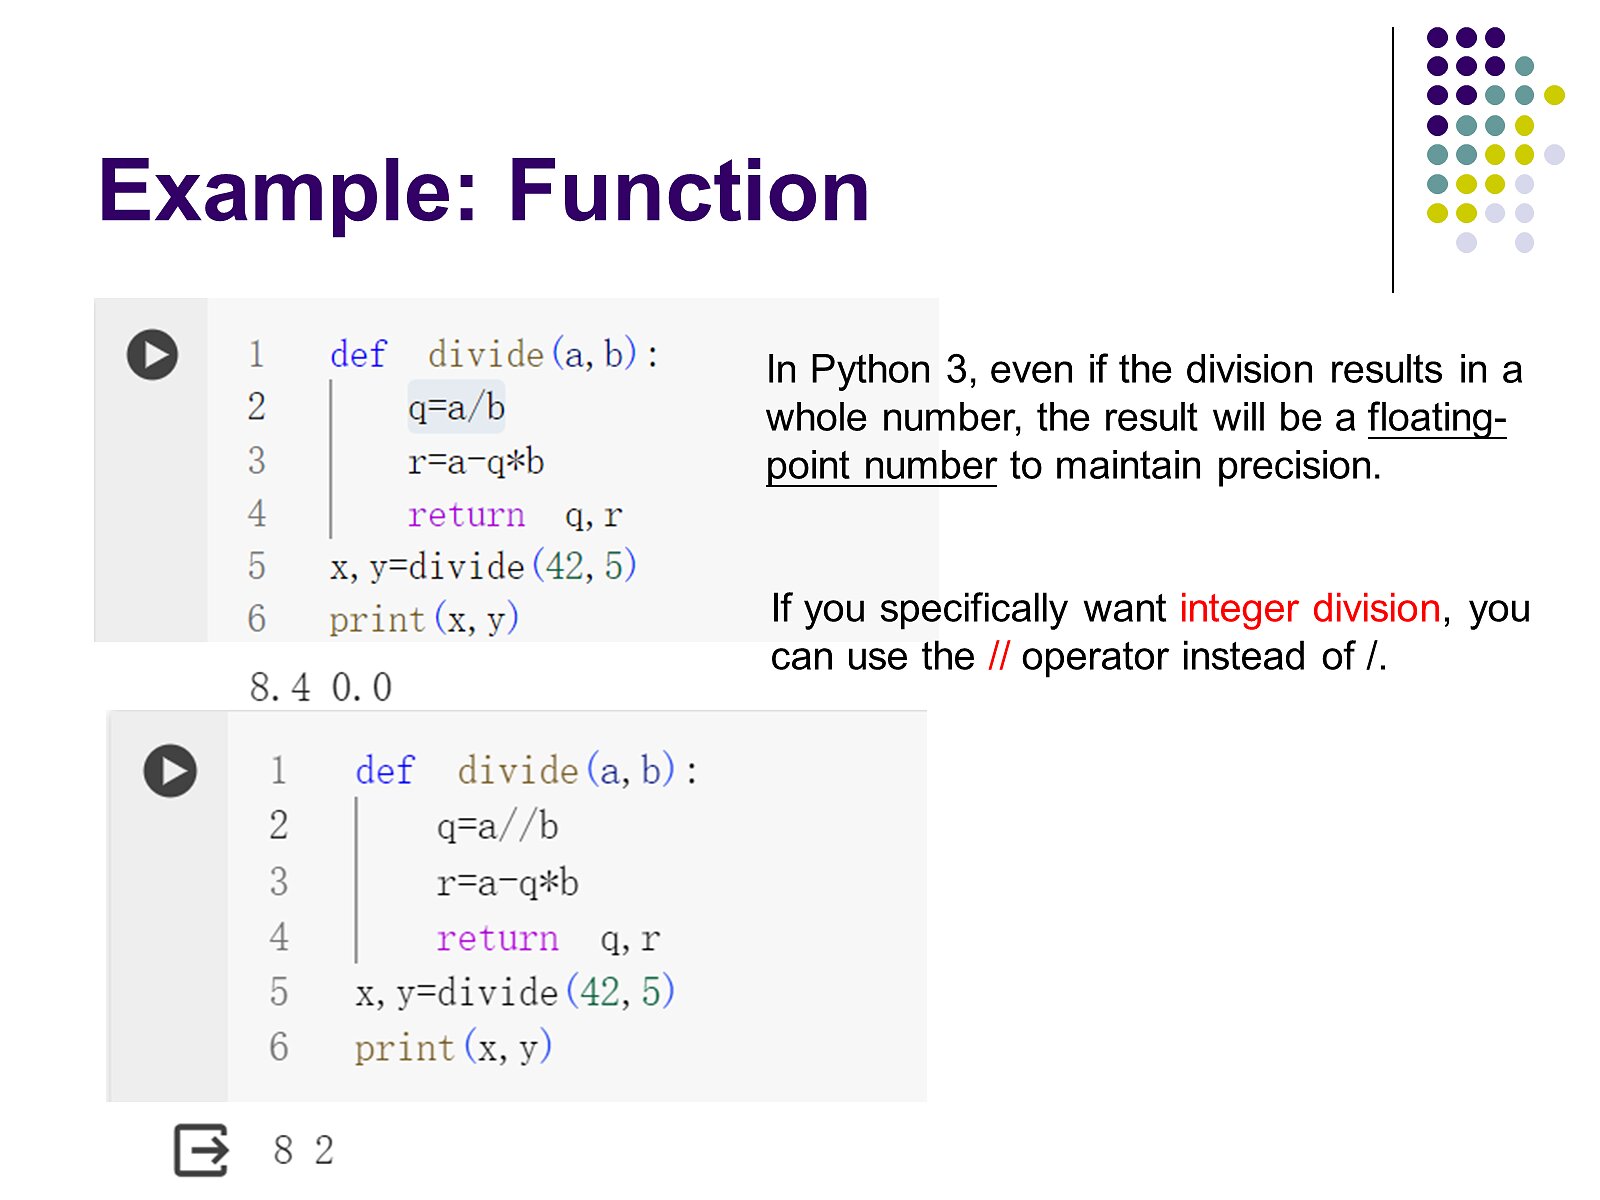 Example: Function
1 def divide(a,b):
2 q=a/b
3 r=a-q*b
4 return q,r
5 x,y=divide(42,5)
6 print(x,y)
8.4 0.0
In Python 3, even if the division results in a
whole number, the result will be a floating-
point number to maintain precision.
If you specifically want integer division, you
can use the // operator instead of /.
1 def divide(a,b):
2 q=a//b
3 r=a-q*b
4 return q,r
5 x,y=divide(42,5)
6 print(x,y)
8 2